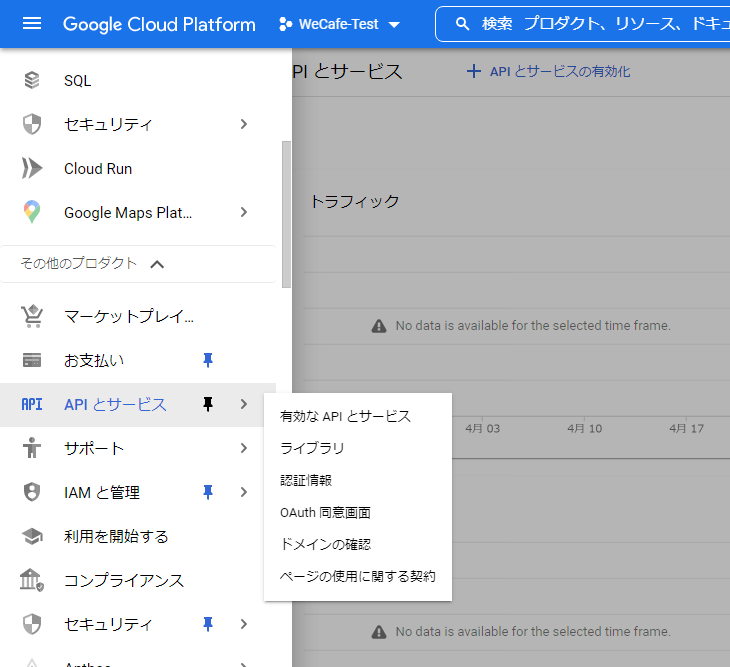 Google Cloud Platform
WeCafe-Test
検索 プロダクト、リソース、ドキュ
SQL
セキュリティ
Cloud Run
Google Maps Plat...
その他のプロダクト
マーケットプレイ...
お支払い
API API とサービス
サポート
IAM と管理
利用を開始する
コンプライアンス
セキュリティ
Anthos
有効な API とサービス
ライブラリ
認証情報
OAuth 同意画面
ドメインの確認
ページの使用に関する契約
PI とサービス
API とサービスの有効化
トラフィック
No data is available for the selected time frame.
4月 03 4月 10 4月 17
No data is available for the selected time frame.